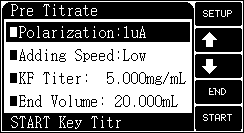 Pre Titrate
Polarization:1uA
Adding Speed:Low
KF Titer: 5.000mg/mL
End Volume: 20.000mL
START Key Titr
SETUP
END
START